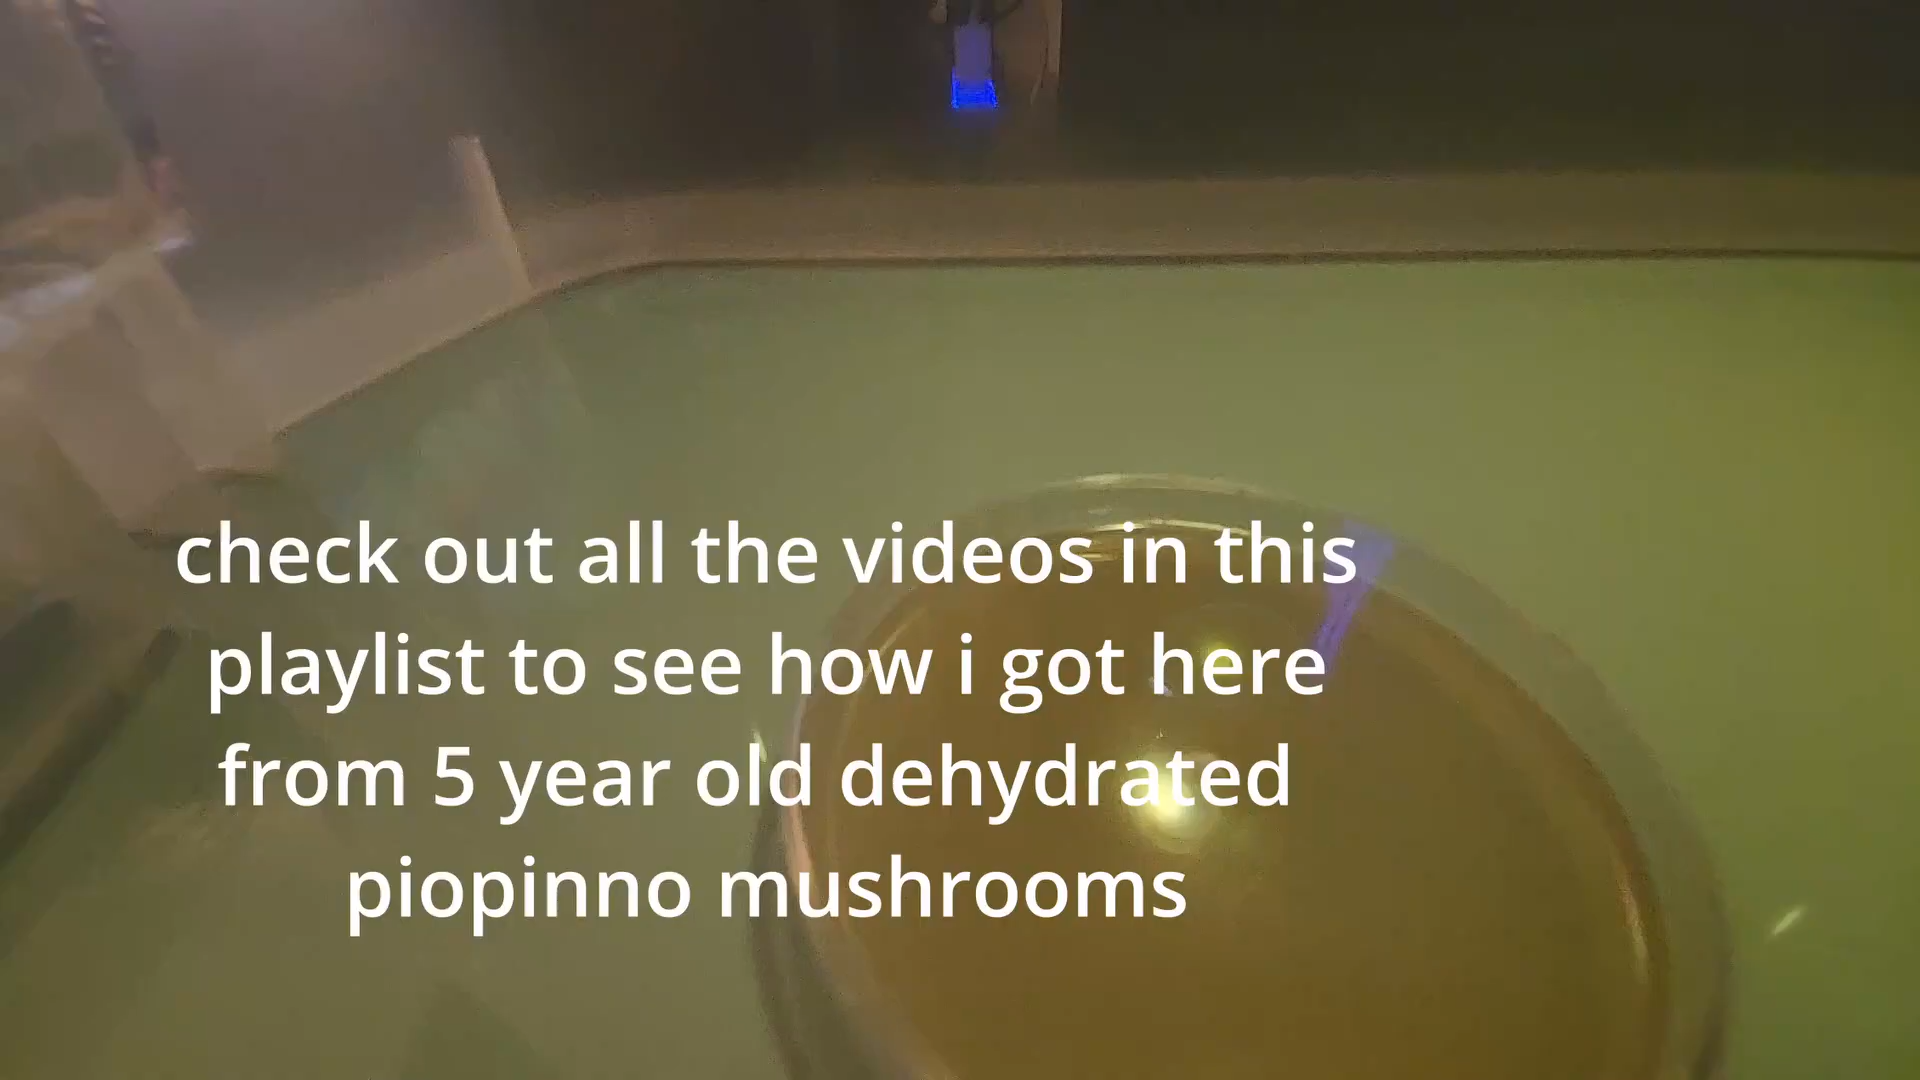 check out all the videos in this
playlist to see how i got here
from 5 year old dehydrated
piopinno mushrooms